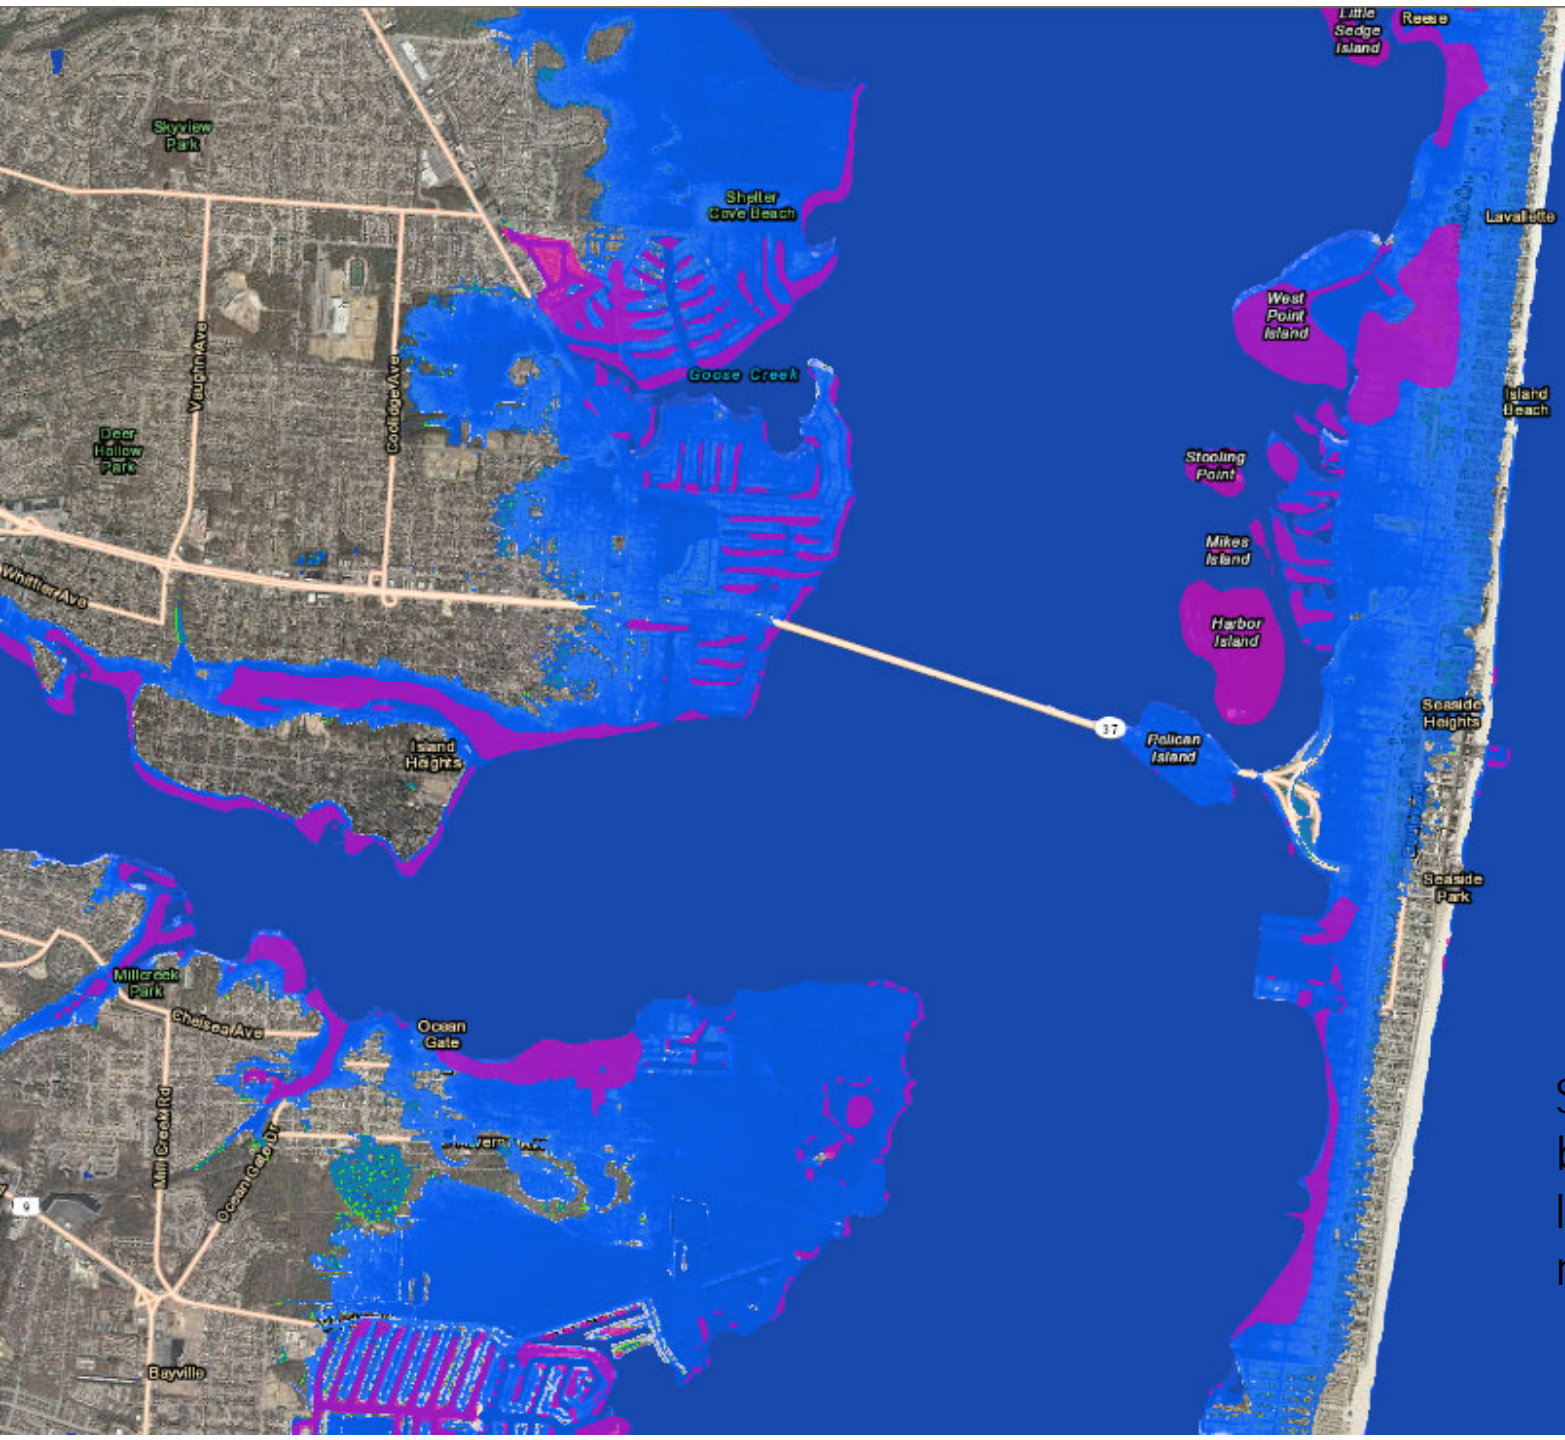 Little
Sedge
Island
Reese
Skyview
Park
Shelter
Cove Beach
Lavallette
West
Point
Island
Vaughn Ave
Coolidge Ave
Goose Creek
Island
Beach
Deer
Hollow
Park
Stooling
Point
Mikes
Island
Whittier Ave
Harbor
Island
37
Pelican
Island
Seaside
Heights
Island
Heights
Seaside
Park
Millcreek
Park
Chelsea Ave
Ocean
Gate
Mill Creek Rd
Ocean Gate Dr
9
Bayville